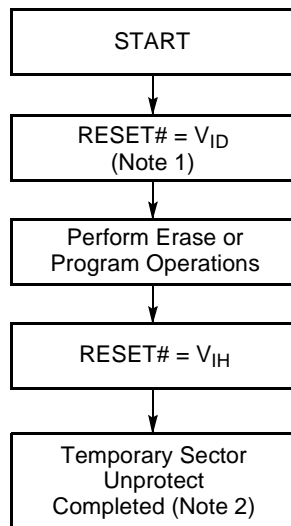 START
RESET# = VID
(Note 1)
Perform Erase or
Program Operations
RESET# = VIH
Temporary Sector
Unprotect
Completed (Note 2)